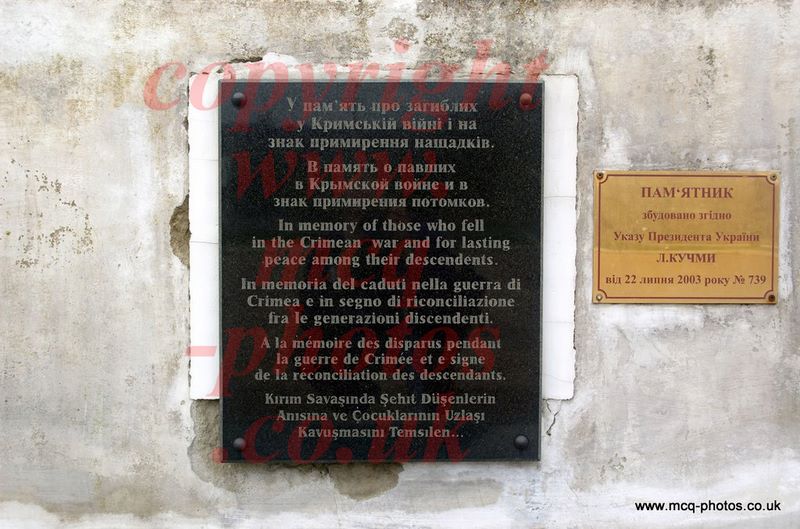 У пам'ять про загиблих
у Кримській війні і на
знак примирення нащадків.
В память о павших
в Крымской войне и в
знак примирения потомков.
In memory of those who fell
in the Crimean war and for lasting
peace among their descendents.
In memoria del caduti nella guerra di
Crimea e in segno di riconciliazione
fra le generazioni discendenti.
A la mémoire des disparus pendant
la guerre de Crimée et e signe
de la réconciliation des descendants.
Kırım Savaşında Şehıt Düşenlerin
Anısına ve Çocuklarının Uzlaşı
Kavuşmasını Temsılen...
ПАМ'ЯТНИК
збудовано згідно
Указу Президента України
Л.КУЧМИ
від 22 липня 2003 року № 739
copyright
www.
mcq
-photos
.co.uk
www.mcq-photos.co.uk